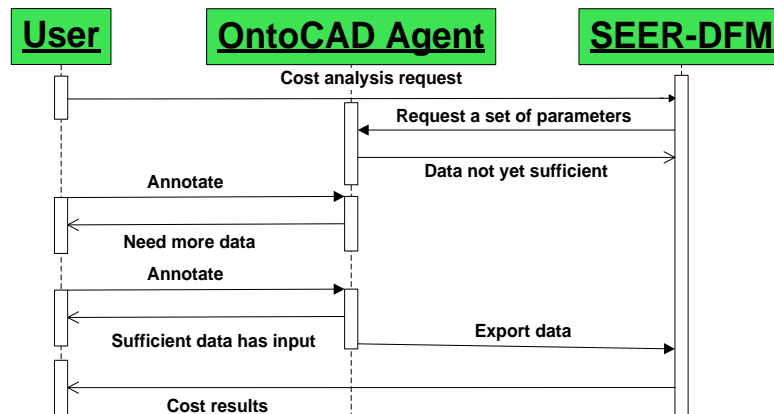 User
OntoCAD Agent
SEER-DFM
Cost analysis request
Request a set of parameters
Data not yet sufficient
Annotate
Need more data
Annotate
Sufficient data has input
Export data
Cost results